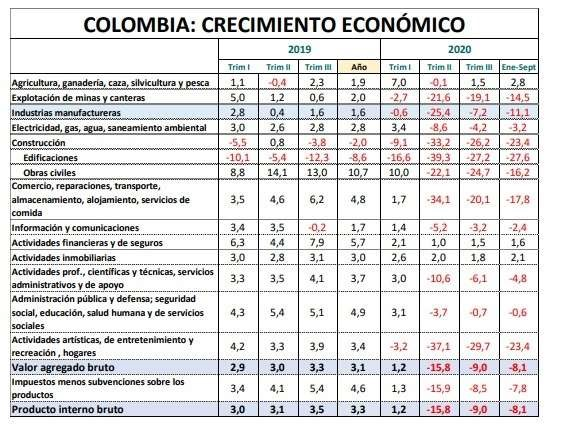 COLOMBIA: CRECIMIENTO ECONÓMICO
2019 2020
Trim I Trim II Trim III Año Trim I Trim II Trim III Ene-Sept
Agricultura, ganadería, caza, silvicultura y pesca 1,1 -0,4 2,3 1,9 7,0 -0,1 1,5 2,8
Explotación de minas y canteras 5,0 1,2 0,6 2,0 -2,7 -21,6 -19,1 -14,5
Industrias manufactureras 2,8 0,4 1,6 1,6 -0,6 -25,4 -7,2 -11,1
Electricidad, gas, agua, saneamiento ambiental 3,0 2,6 2,8 2,8 3,4 -8,6 -4,2 -3,2
Construcción -5,5 0,8 -3,8 -2,0 -9,1 -33,2 -26,2 -23,4
Edificaciones -10,1 -5,4 -12,3 -8,6 -16,6 -39,3 -27,2 -27,6
Obras civiles 8,8 14,1 13,0 10,7 10,0 -22,1 -24,7 -16,2
Comercio, reparaciones, transporte,
almacenamiento, alojamiento, servicios de 3,5 4,6 6,2 4,8 1,7 -34,1 -20,1 -17,8
comida
Información y comunicaciones 3,4 3,5 -0,2 1,7 1,4 -5,2 -3,2 -2,4
Actividades financieras y de seguros 6,3 4,4 7,9 5,7 2,1 1,0 1,5 1,6
Actividades inmobiliarias 3,0 2,8 3,1 3,0 2,6 2,0 1,8 2,1
Actividades prof., científicas y técnicas, servicios
administrativos y de apoyo 3,3 3,5 4,1 3,7 3,0 -10,6 -6,1 -4,8
Administración pública y defensa; seguridad
social, educación, salud humana y de servicios 4,3 5,4 5,1 4,9 3,1 -3,7 -0,7 -0,6
sociales
Actividades artísticas, de entretenimiento y
recreación , hogares 4,2 3,3 3,9 3,4 -3,2 -37,1 -29,7 -23,4
Valor agregado bruto 2,9 3,0 3,3 3,1 1,2 -15,8 -9,0 -8,1
Impuestos menos subvenciones sobre los
productos 3,4 4,1 5,4 4,6 1,3 -15,9 -8,5 -7,8
Producto interno bruto 3,0 3,1 3,5 3,3 1,2 -15,8 -9,0 -8,1